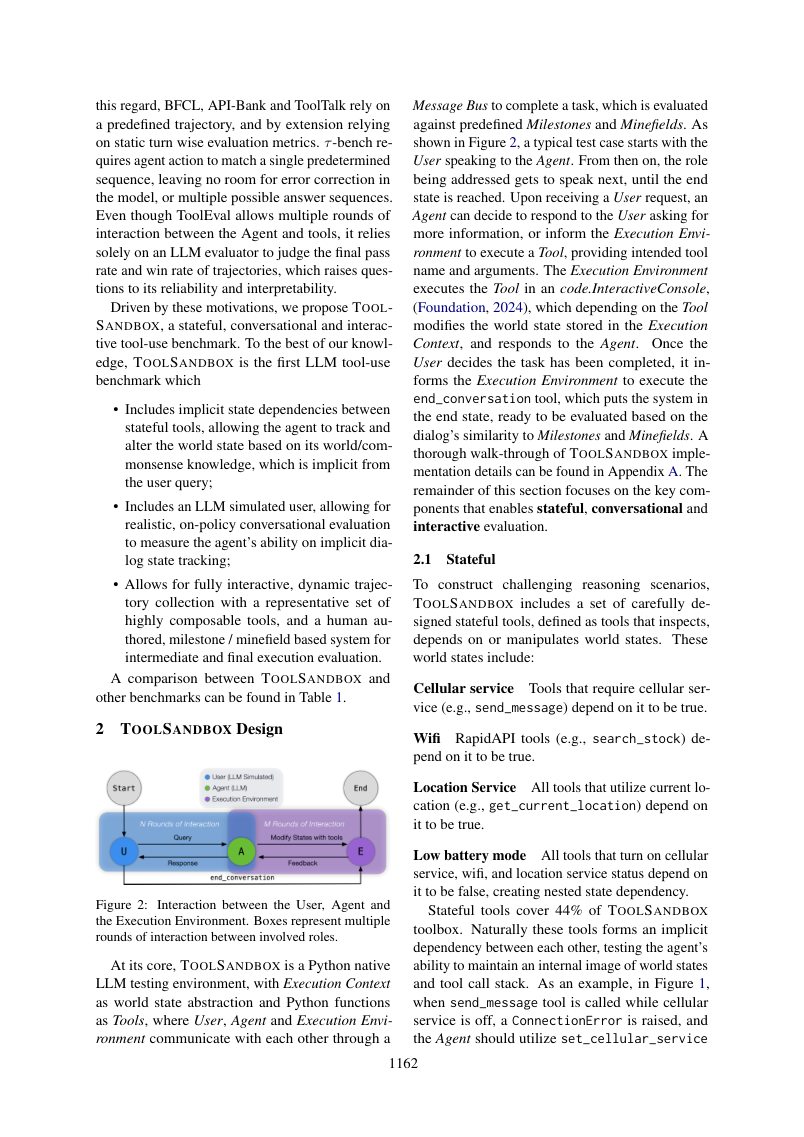 this regard, BFCL, API-Bank and ToolTalk rely on
a predefined trajectory, and by extension relying
on static turn wise evaluation metrics. τ-bench re-
quires agent action to match a single predetermined
sequence, leaving no room for error correction in
the model, or multiple possible answer sequences.
Even though ToolEval allows multiple rounds of
interaction between the Agent and tools, it relies
solely on an LLM evaluator to judge the final pass
rate and win rate of trajectories, which raises ques-
tions to its reliability and interpretability.
Driven by these motivations, we propose TOOL-
SANDBOX, a stateful, conversational and interac-
tive tool-use benchmark. To the best of our knowl-
edge, TOOLSANDBOX is the first LLM tool-use
benchmark which
• Includes implicit state dependencies between
stateful tools, allowing the agent to track and
alter the world state based on its world/com-
monsense knowledge, which is implicit from
the user query;
• Includes an LLM simulated user, allowing for
realistic, on-policy conversational evaluation
to measure the agent's ability on implicit dia-
log state tracking;
• Allows for fully interactive, dynamic trajec-
tory collection with a representative set of
highly composable tools, and a human au-
thored, milestone / minefield based system for
intermediate and final execution evaluation.
A comparison between TOOLSANDBOX and
other benchmarks can be found in Table 1.
2 TOOLSANDBOX Design
Start
User (LLM Simulated)
Agent (LLM)
Execution Environment
End
N Rounds of Interaction
M Rounds of Interaction
Query
Modify States with tools
U
A
E
Response
Feedback
end_conversation
Figure 2: Interaction between the User, Agent and
the Execution Environment. Boxes represent multiple
rounds of interaction between involved roles.
At its core, TOOLSANDBOX is a Python native
LLM testing environment, with Execution Context
as world state abstraction and Python functions
as Tools, where User, Agent and Execution Envi-
ronment communicate with each other through a
Message Bus to complete a task, which is evaluated
against predefined Milestones and Minefields. As
shown in Figure 2, a typical test case starts with the
User speaking to the Agent. From then on, the role
being addressed gets to speak next, until the end
state is reached. Upon receiving a User request, an
Agent can decide to respond to the User asking for
more information, or inform the Execution Envi-
ronment to execute a Tool, providing intended tool
name and arguments. The Execution Environment
executes the Tool in an code.InteractiveConsole,
(Foundation, 2024), which depending on the Tool
modifies the world state stored in the Execution
Context, and responds to the Agent. Once the
User decides the task has been completed, it in-
forms the Execution Environment to execute the
end_conversation tool, which puts the system in
the end state, ready to be evaluated based on the
dialog's similarity to Milestones and Minefields. A
thorough walk-through of TOOLSANDBOX imple-
mentation details can be found in Appendix A. The
remainder of this section focuses on the key com-
ponents that enables stateful, conversational and
interactive evaluation.
2.1 Stateful
To construct challenging reasoning scenarios,
TOOLSANDBOX includes a set of carefully de-
signed stateful tools, defined as tools that inspects,
depends on or manipulates world states. These
world states include:
Cellular service Tools that require cellular ser-
vice (e.g., send_message) depend on it to be true.
Wifi RapidAPI tools (e.g., search_stock) de-
pend on it to be true.
Location Service All tools that utilize current lo-
cation (e.g., get_current_location) depend on
it to be true.
Low battery mode All tools that turn on cellular
service, wifi, and location service status depend on
it to be false, creating nested state dependency.
Stateful tools cover 44% of TOOLSANDBOX
toolbox. Naturally these tools forms an implicit
dependency between each other, testing the agent's
ability to maintain an internal image of world states
and tool call stack. As an example, in Figure 1,
when send_message tool is called while cellular
service is off, a ConnectionError is raised, and
the Agent should utilize set_cellular_service
1162